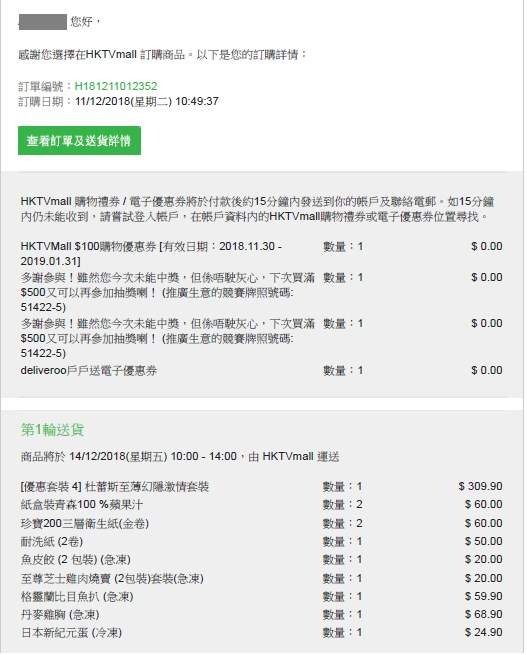 您好，
感謝您選擇在HKTVmall 訂購商品。以下是您的訂購詳情：
訂單編號：H181211012352
訂購日期：11/12/2018(星期二) 10:49:37
查看訂單及送貨詳情
HKTVmall 購物禮券 / 電子優惠券將於付款後約15分鐘內發送到你的帳戶及聯絡電郵。如15分鐘
內仍未能收到，請嘗試登入帳戶，在帳戶資料內的HKTVmall購物禮券或電子優惠券位置尋找。
HKTVMall $100購物優惠券 [有效日期：2018.11.30 - 數量：1 $ 0.00
2019.01.31]
多謝參與！雖然您今次未能中獎，但係唔駛灰心，下次買滿 數量：1 $ 0.00
$500又可以再參加抽獎喇！ (推廣生意的競賽牌照號碼:
51422-5)
多謝參與！雖然您今次未能中獎，但係唔駛灰心，下次買滿 數量：1 $ 0.00
$500又可以再參加抽獎喇！ (推廣生意的競賽牌照號碼:
51422-5)
deliveroo戶戶送電子優惠券 數量：1 $ 0.00
第1輪送貨
商品將於 14/12/2018(星期五) 10:00 - 14:00，由 HKTVmall 運送
[優惠套裝 4] 杜蕾斯至薄幻隱激情套裝 數量：1 $ 309.90
紙盒裝青森100 %蘋果汁 數量：2 $ 60.00
珍寶200三層衛生紙(金卷) 數量：2 $ 60.00
耐洗紙 (2卷) 數量：1 $ 50.00
魚皮餃 (2 包裝) (急凍) 數量：1 $ 20.00
至尊芝士雞肉燒賣 (2包裝)套裝(急凍) 數量：1 $ 20.00
格靈蘭比目魚扒 (急凍) 數量：1 $ 59.90
丹麥雞胸 (急凍) 數量：1 $ 68.90
日本新紀元蛋 (冷凍) 數量：1 $ 24.90